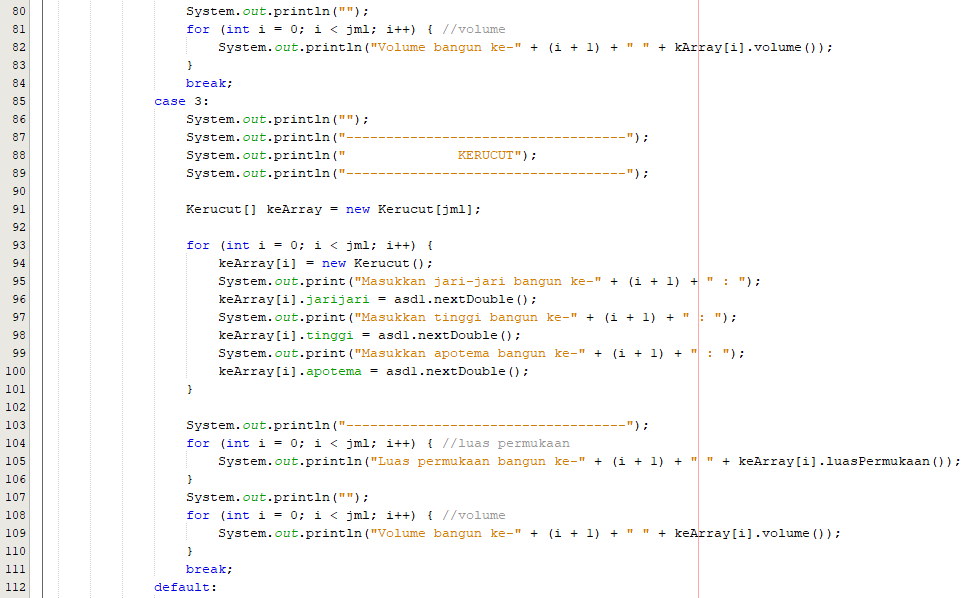 80 System.out.println("");
81 for (int i = 0; i < jml; i++) { //volume
82 System.out.println("Volume bangun ke-" + (i + 1) + " " + kArray[i].volume());
83 }
84 break;
85 case 3:
86 System.out.println("");
87 System.out.println("-----------------------------------");
88 System.out.println("              KERUCUT");
89 System.out.println("-----------------------------------");
90
91 Kerucut[] keArray = new Kerucut[jml];
92
93 for (int i = 0; i < jml; i++) {
94 keArray[i] = new Kerucut();
95 System.out.print("Masukkan jari-jari bangun ke-" + (i + 1) + " : ");
96 keArray[i].jarijari = asd1.nextDouble();
97 System.out.print("Masukkan tinggi bangun ke-" + (i + 1) + " : ");
98 keArray[i].tinggi = asd1.nextDouble();
99 System.out.print("Masukkan apotema bangun ke-" + (i + 1) + " : ");
100 keArray[i].apotema = asd1.nextDouble();
101 }
102
103 System.out.println("-----------------------------------");
104 for (int i = 0; i < jml; i++) { //luas permukaan
105 System.out.println("Luas permukaan bangun ke-" + (i + 1) + " " + keArray[i].luasPermukaan());
106 }
107 System.out.println("");
108 for (int i = 0; i < jml; i++) { //volume
109 System.out.println("Volume bangun ke-" + (i + 1) + " " + keArray[i].volume());
110 }
111 break;
112 default: